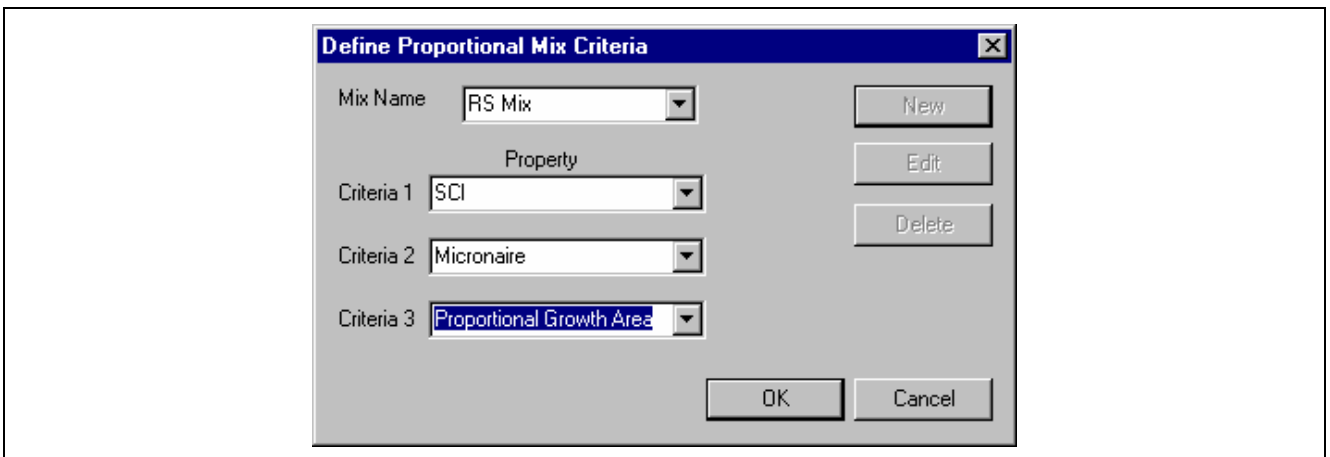 Define Proportional Mix Criteria
Mix Name RS Mix New
Property Edit
Criteria 1 SCI
Delete
Criteria 2 Micronaire
Criteria 3 Proportional Growth Area
OK Cancel